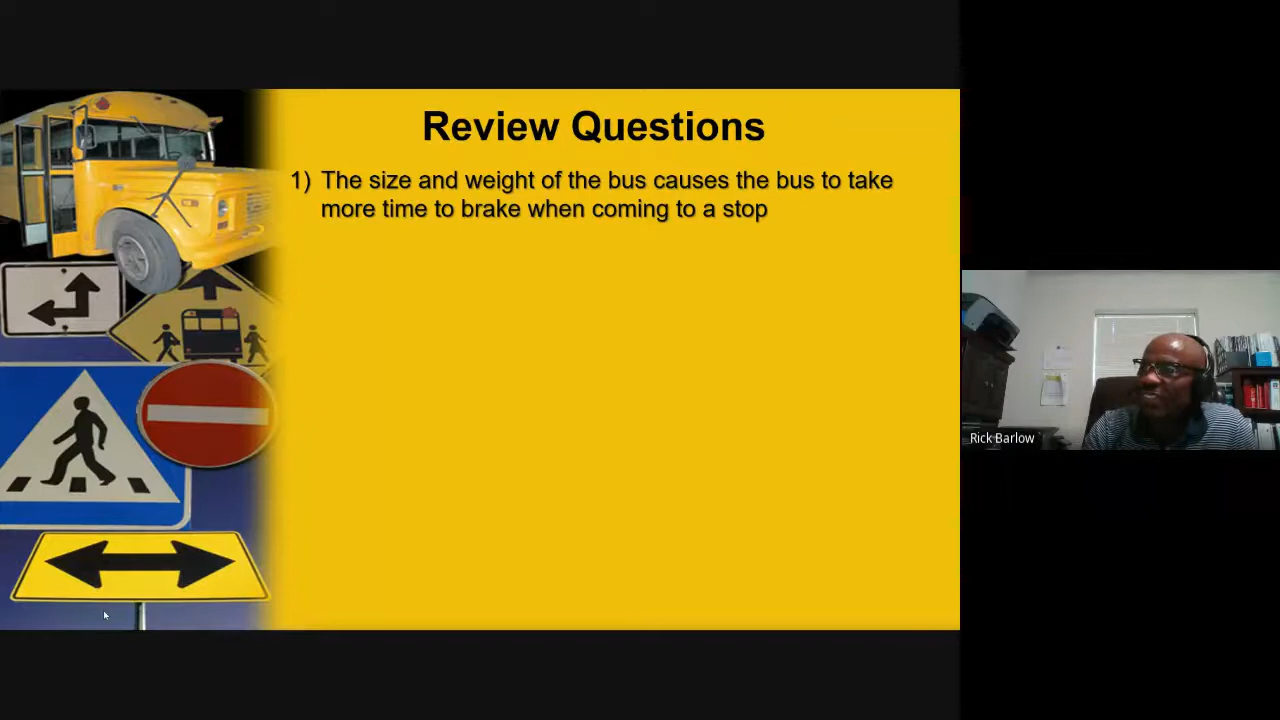 Review Questions
1) The size and weight of the bus causes the bus to take
more time to brake when coming to a stop
Rick Barlow